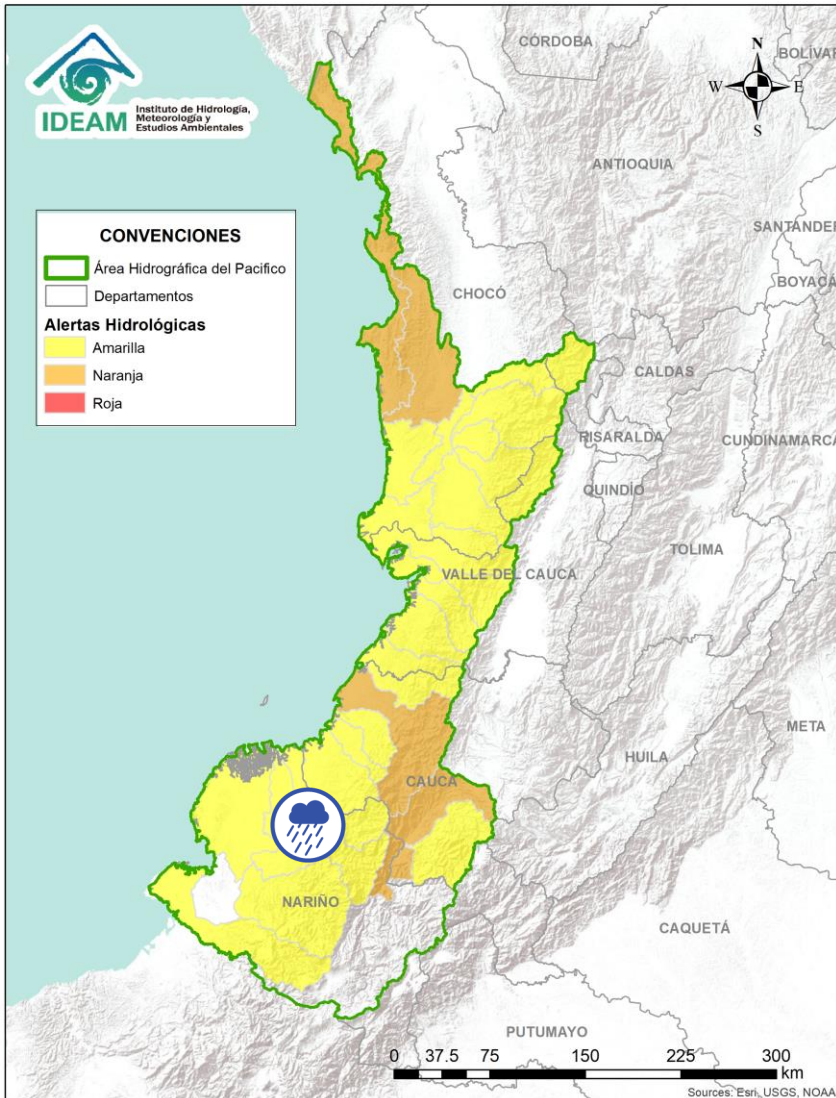 IDEAM
Instituto de Hidrología,
Meteorología y
Estudios Ambientales
N
W
E
S
CONVENCIONES
Área Hidrográfica del Pacifico
Departamentos
Alertas Hidrológicas
Amarilla
Naranja
Roja
CÓRDOBA
BOLÍVAR
ANTIOQUIA
SANTANDER
BOYACÁ
CHOCÓ
CALDAS
RISARALDA
CUNDINAMARCA
QUINDÍO
TOLIMA
VALLE DEL CAUCA
META
HUILA
CAUCA
NARIÑO
CAQUETÁ
PUTUMAYO
0 37.5 75 150 225 300
km
Sources: Esri, USGS, NOAA